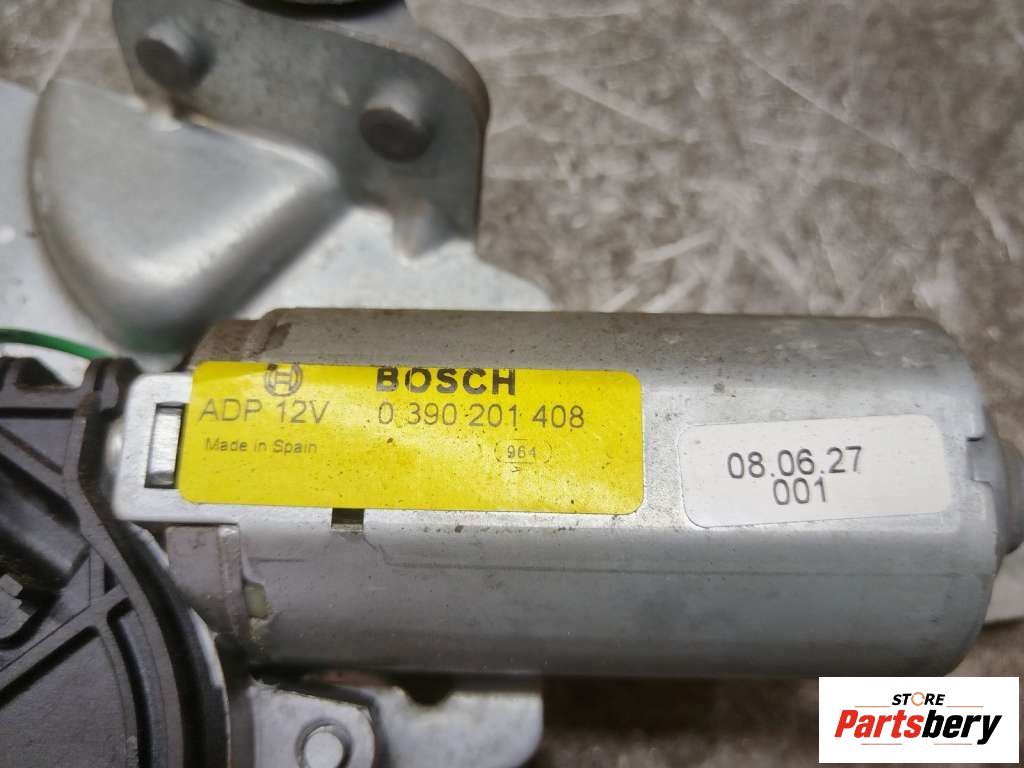 BOSCH
ADP 12V 0 390 201 408
Made in Spain 964
08.06.27
001
STORE
Partsbery